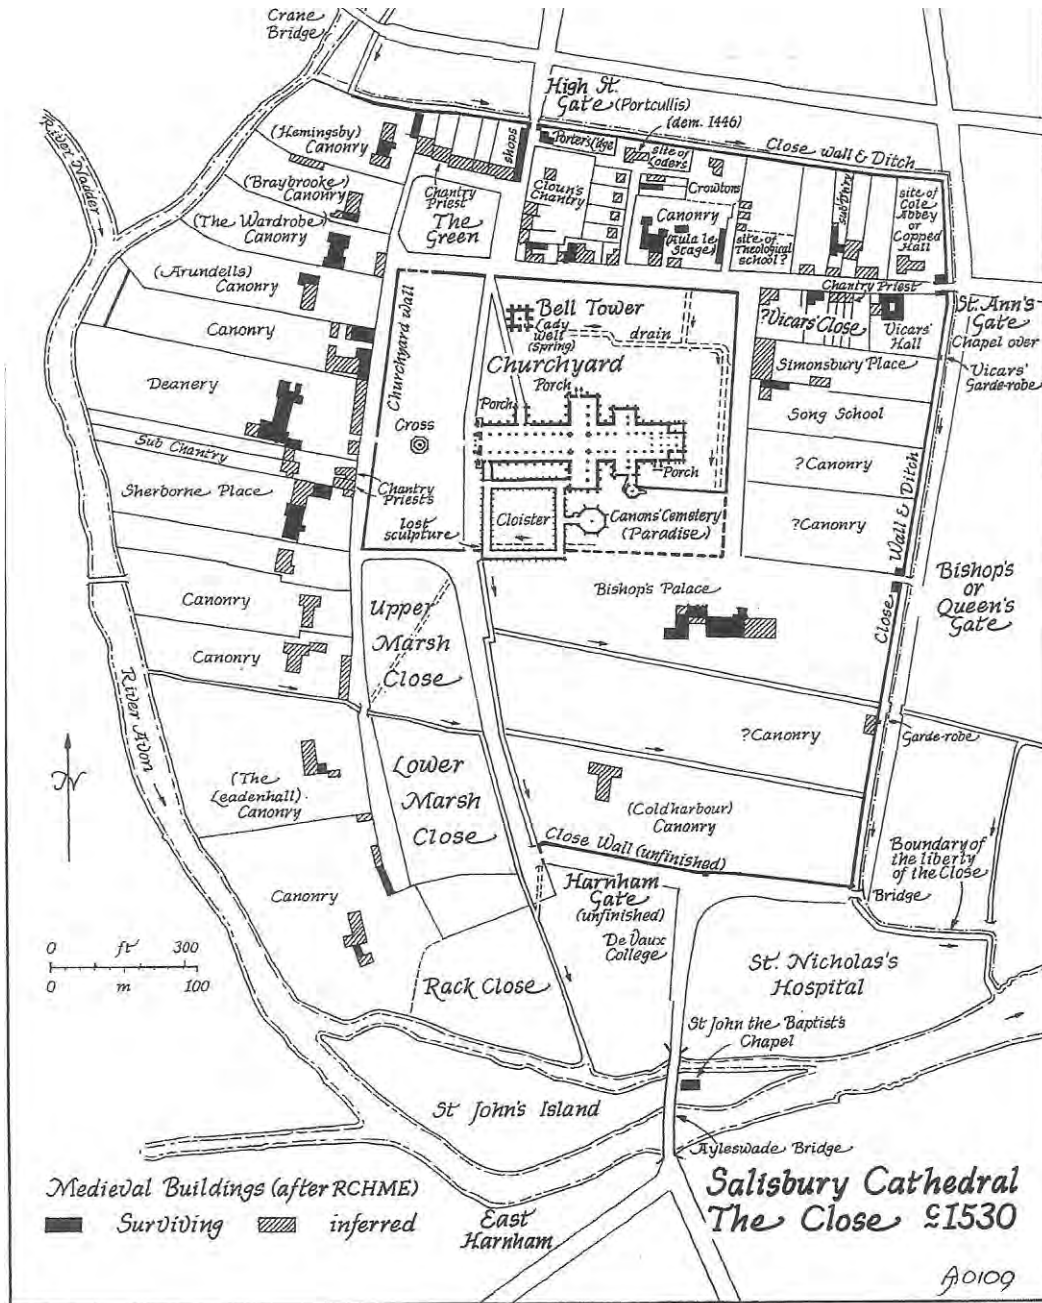 Crane
Bridge
High St.
Gate (Portcullis)
(dem. 1446)
River Nadder
(Hemingsby)
Canonry
shops
Porter's Ldge
site of
Loders
Close Wall & Ditch
(Braybrooke)
Canonry
Chantry
Priest
The
Green
Cloun's
Chantry
Crowtons
sub thry
site of
Cole
Abbey
or
Copped
Hall
(The Wardrobe)
Canonry
Canonry
(Aula le
Stage)
site of
Theological
school?
(Arundells)
Canonry
Chantry Priest
Churchyard wall
Bell Tower
(Lady
Well
(Spring)
drain
?Vicars' Close
Vicars'
Hall
St. Ann's
Gate
Chapel over
Canonry
Churchyard
Simonsbury Place
Vicars'
Garde-robe
Deanery
Porch
Porch
Song School
Cross
Sub Chantry
?Canonry
Porch
Sherborne Place
Chantry
Priests
Cloister
Canons' Cemetery
(Paradise)
?Canonry
lost
sculpture
Close Wall & Ditch
Bishop's Palace
Bishop's
or
Queen's
Gate
Canonry
Upper
Marsh
Close
Canonry
River Avon
?Canonry
Garde-robe
N
Lower
Marsh
Close
(The
Leadenhall)
Canonry
(Coldharbour)
Canonry
Close Wall (unfinished)
Boundary of
the liberty
of the Close
Canonry
Harnham
Gate
(unfinished)
Bridge
De Vaux
College
0 ft 300
0 m 100
Rack Close
St. Nicholas's
Hospital
St John the Baptist's
Chapel
St John's Island
Ayleswade Bridge
Medieval Buildings (after RCHME)
Surviving inferred
East
Harnham
Salisbury Cathedral
The Close c1530